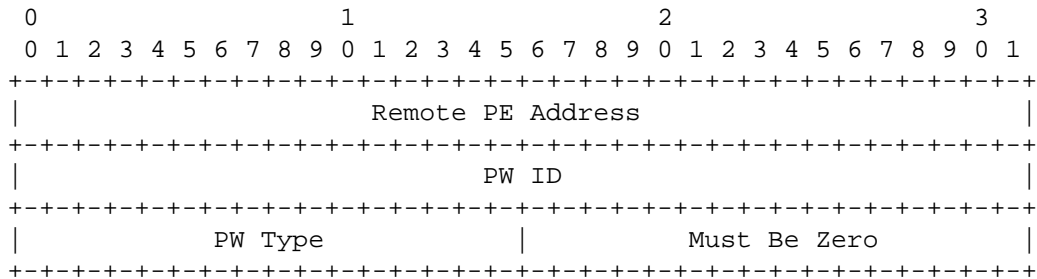 0                   1                   2                   3
 0 1 2 3 4 5 6 7 8 9 0 1 2 3 4 5 6 7 8 9 0 1 2 3 4 5 6 7 8 9 0 1
+-+-+-+-+-+-+-+-+-+-+-+-+-+-+-+-+-+-+-+-+-+-+-+-+-+-+-+-+-+-+-+-+
|                      Remote PE Address                        |
+-+-+-+-+-+-+-+-+-+-+-+-+-+-+-+-+-+-+-+-+-+-+-+-+-+-+-+-+-+-+-+-+
|                             PW ID                             |
+-+-+-+-+-+-+-+-+-+-+-+-+-+-+-+-+-+-+-+-+-+-+-+-+-+-+-+-+-+-+-+-+
|            PW Type            |          Must Be Zero         |
+-+-+-+-+-+-+-+-+-+-+-+-+-+-+-+-+-+-+-+-+-+-+-+-+-+-+-+-+-+-+-+-+